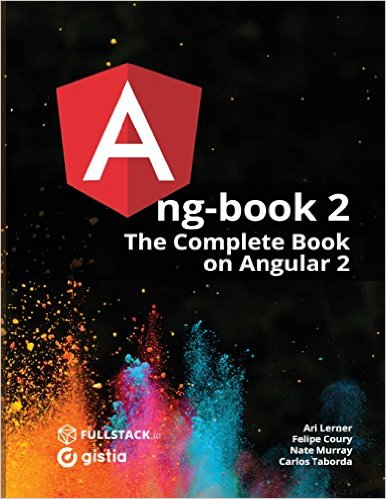 A
ng-book 2
The Complete Book
on Angular 2
Ari Lerner
Felipe Coury
Nate Murray
Carlos Taborda
FULLSTACK.io
gistia